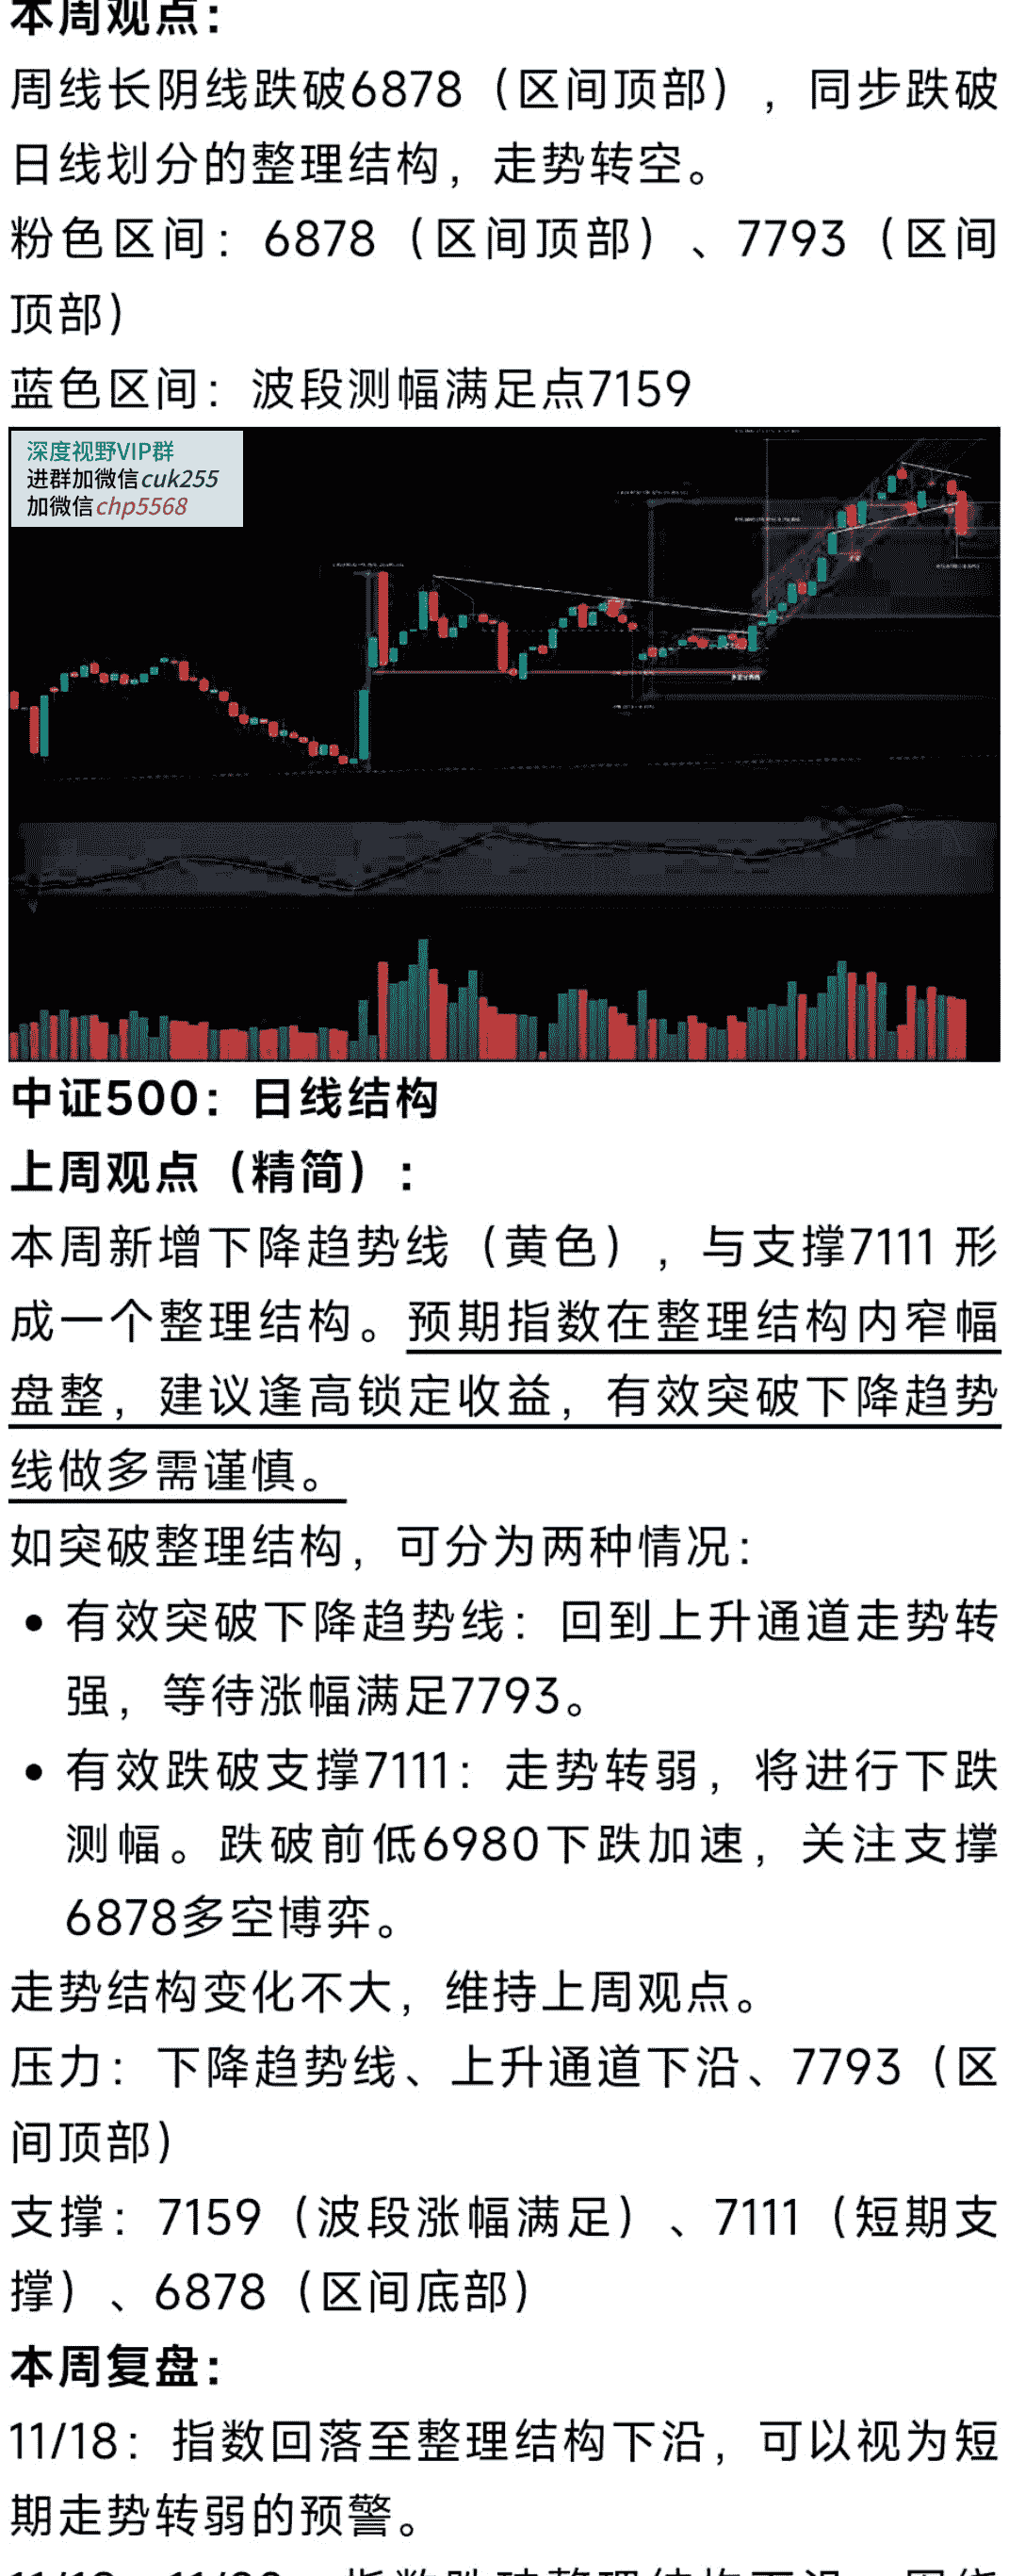 本周观点：
周线长阴线跌破6878（区间顶部），同步跌破
日线划分的整理结构，走势转空。
粉色区间：6878（区间顶部）、7793（区间
顶部）
蓝色区间：波段测幅满足点7159
深度视野VIP群
进群加微信cuk255
加微信chp5568
中证500：日线结构
上周观点（精简）：
本周新增下降趋势线（黄色），与支撑7111 形
成一个整理结构。预期指数在整理结构内窄幅
盘整，建议逢高锁定收益，有效突破下降趋势
线做多需谨慎。
如突破整理结构，可分为两种情况：
• 有效突破下降趋势线：回到上升通道走势转
强，等待涨幅满足7793。
• 有效跌破支撑7111：走势转弱，将进行下跌
测幅。跌破前低6980下跌加速，关注支撑
6878多空博弈。
走势结构变化不大，维持上周观点。
压力：下降趋势线、上升通道下沿、7793（区
间顶部）
支撑：7159（波段涨幅满足）、7111（短期支
撑）、6878（区间底部）
本周复盘：
11/18：指数回落至整理结构下沿，可以视为短
期走势转弱的预警。